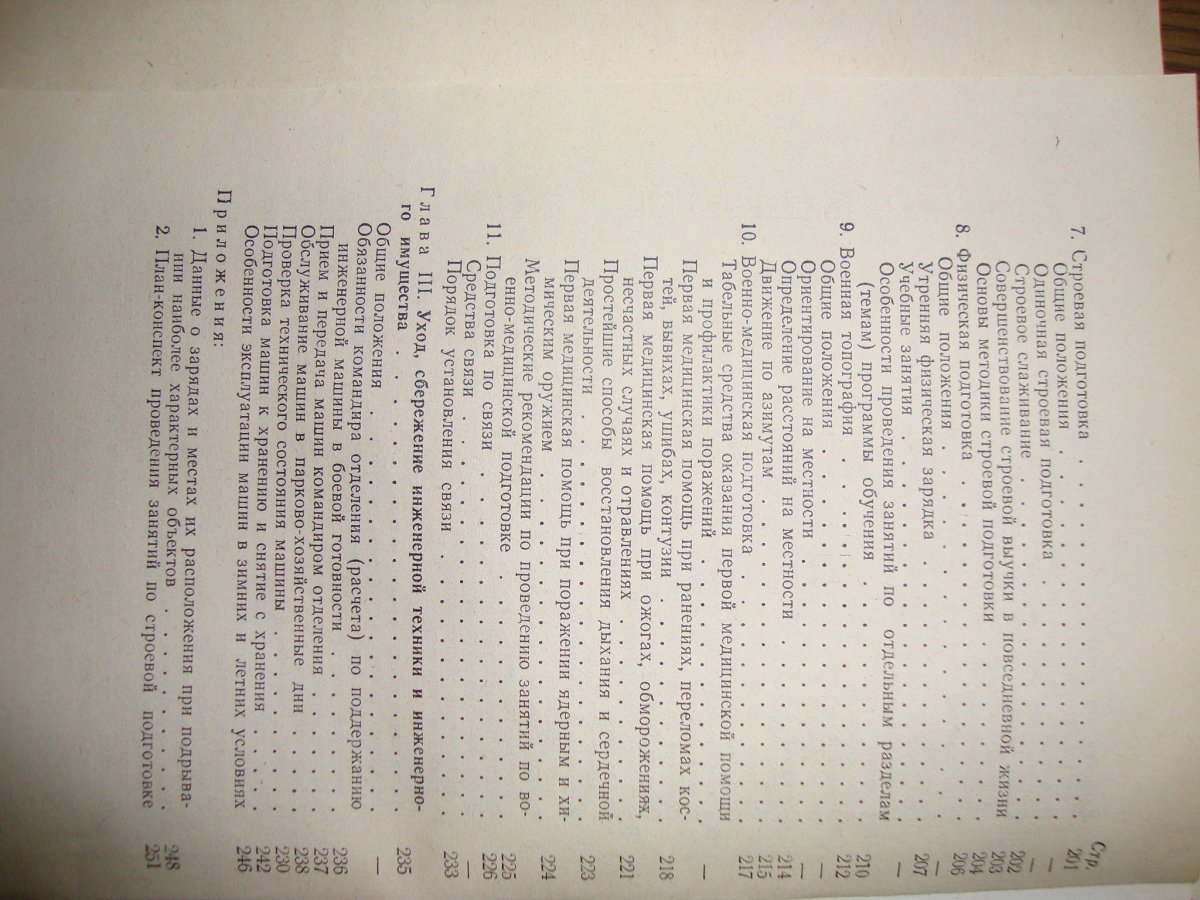 Стр.
7. Строевая подготовка . . . . . . . . . . . . 201
Общие положения . . . . . . . . . . . . —
Одиночная строевая подготовка . . . . . . . . —
Строевое слаживание . . . . . . . . . . . 202
Совершенствование строевой выучки в повседневной жизни 203
Основы методики строевой подготовки . . . . . . 204
8. Физическая подготовка . . . . . . . . . . . 206
Общие положения . . . . . . . . . . . . —
Утренняя физическая зарядка . . . . . . . . . 207
Учебные занятия . . . . . . . . . . . . —
Особенности проведения занятий по отдельным разделам
(темам) программы обучения . . . . . . . . 210
9. Военная топография . . . . . . . . . . . . 212
Общие положения . . . . . . . . . . . . —
Ориентирование на местности . . . . . . . . —
Определение расстояний на местности . . . . . . 214
Движение по азимутам . . . . . . . . . . . 215
10. Военно-медицинская подготовка . . . . . . . . 217
Табельные средства оказания первой медицинской помощи
и профилактики поражений . . . . . . . . . —
Первая медицинская помощь при ранениях, переломах кос-
тей, вывихах, ушибах, контузии . . . . . . . 218
Первая медицинская помощь при ожогах, обморожениях,
несчастных случаях и отравлениях . . . . . . 221
Простейшие способы восстановления дыхания и сердечной
деятельности . . . . . . . . . . . . . 223
Первая медицинская помощь при поражении ядерным и хи-
мическим оружием . . . . . . . . . . . 224
Методические рекомендации по проведению занятий по во-
енно-медицинской подготовке . . . . . . . . 225
11. Подготовка по связи . . . . . . . . . . . . 226
Средства связи . . . . . . . . . . . . . —
Порядок установления связи . . . . . . . . . 233
Глава III. Уход, сбережение инженерной техники и инженерно-
го имущества . . . . . . . . . . . . . 235
Общие положения . . . . . . . . . . . . —
Обязанности командира отделения (расчета) по поддержанию
инженерной машины в боевой готовности . . . . . 236
Прием и передача машин командиром отделения . . . . 237
Обслуживание машин в парково-хозяйственные дни . . . 238
Проверка технического состояния машины . . . . . . 230
Подготовка машин к хранению и снятие с хранения . . . 242
Особенности эксплуатации машин в зимних и летних условиях 246
Приложения:
1. Данные о зарядах и местах их расположения при подрыва-
нии наиболее характерных объектов . . . . . . 248
2. План-конспект проведения занятий по строевой подготовке 251